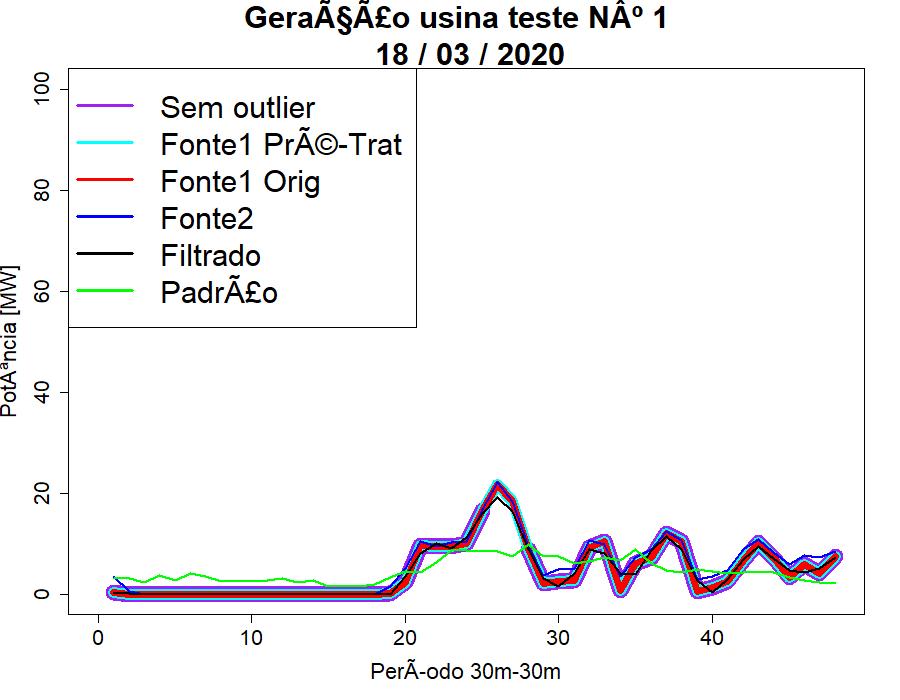 GeraÃ§Ã£o usina teste NÂº 1
18 / 03 / 2020
Sem outlier
Fonte1 PrÃ©-Trat
Fonte1 Orig
Fonte2
Filtrado
PadrÃ£o
PotÃªncia [MW]
100
80
60
40
20
0
0 10 20 30 40
PerÃ-odo 30m-30m